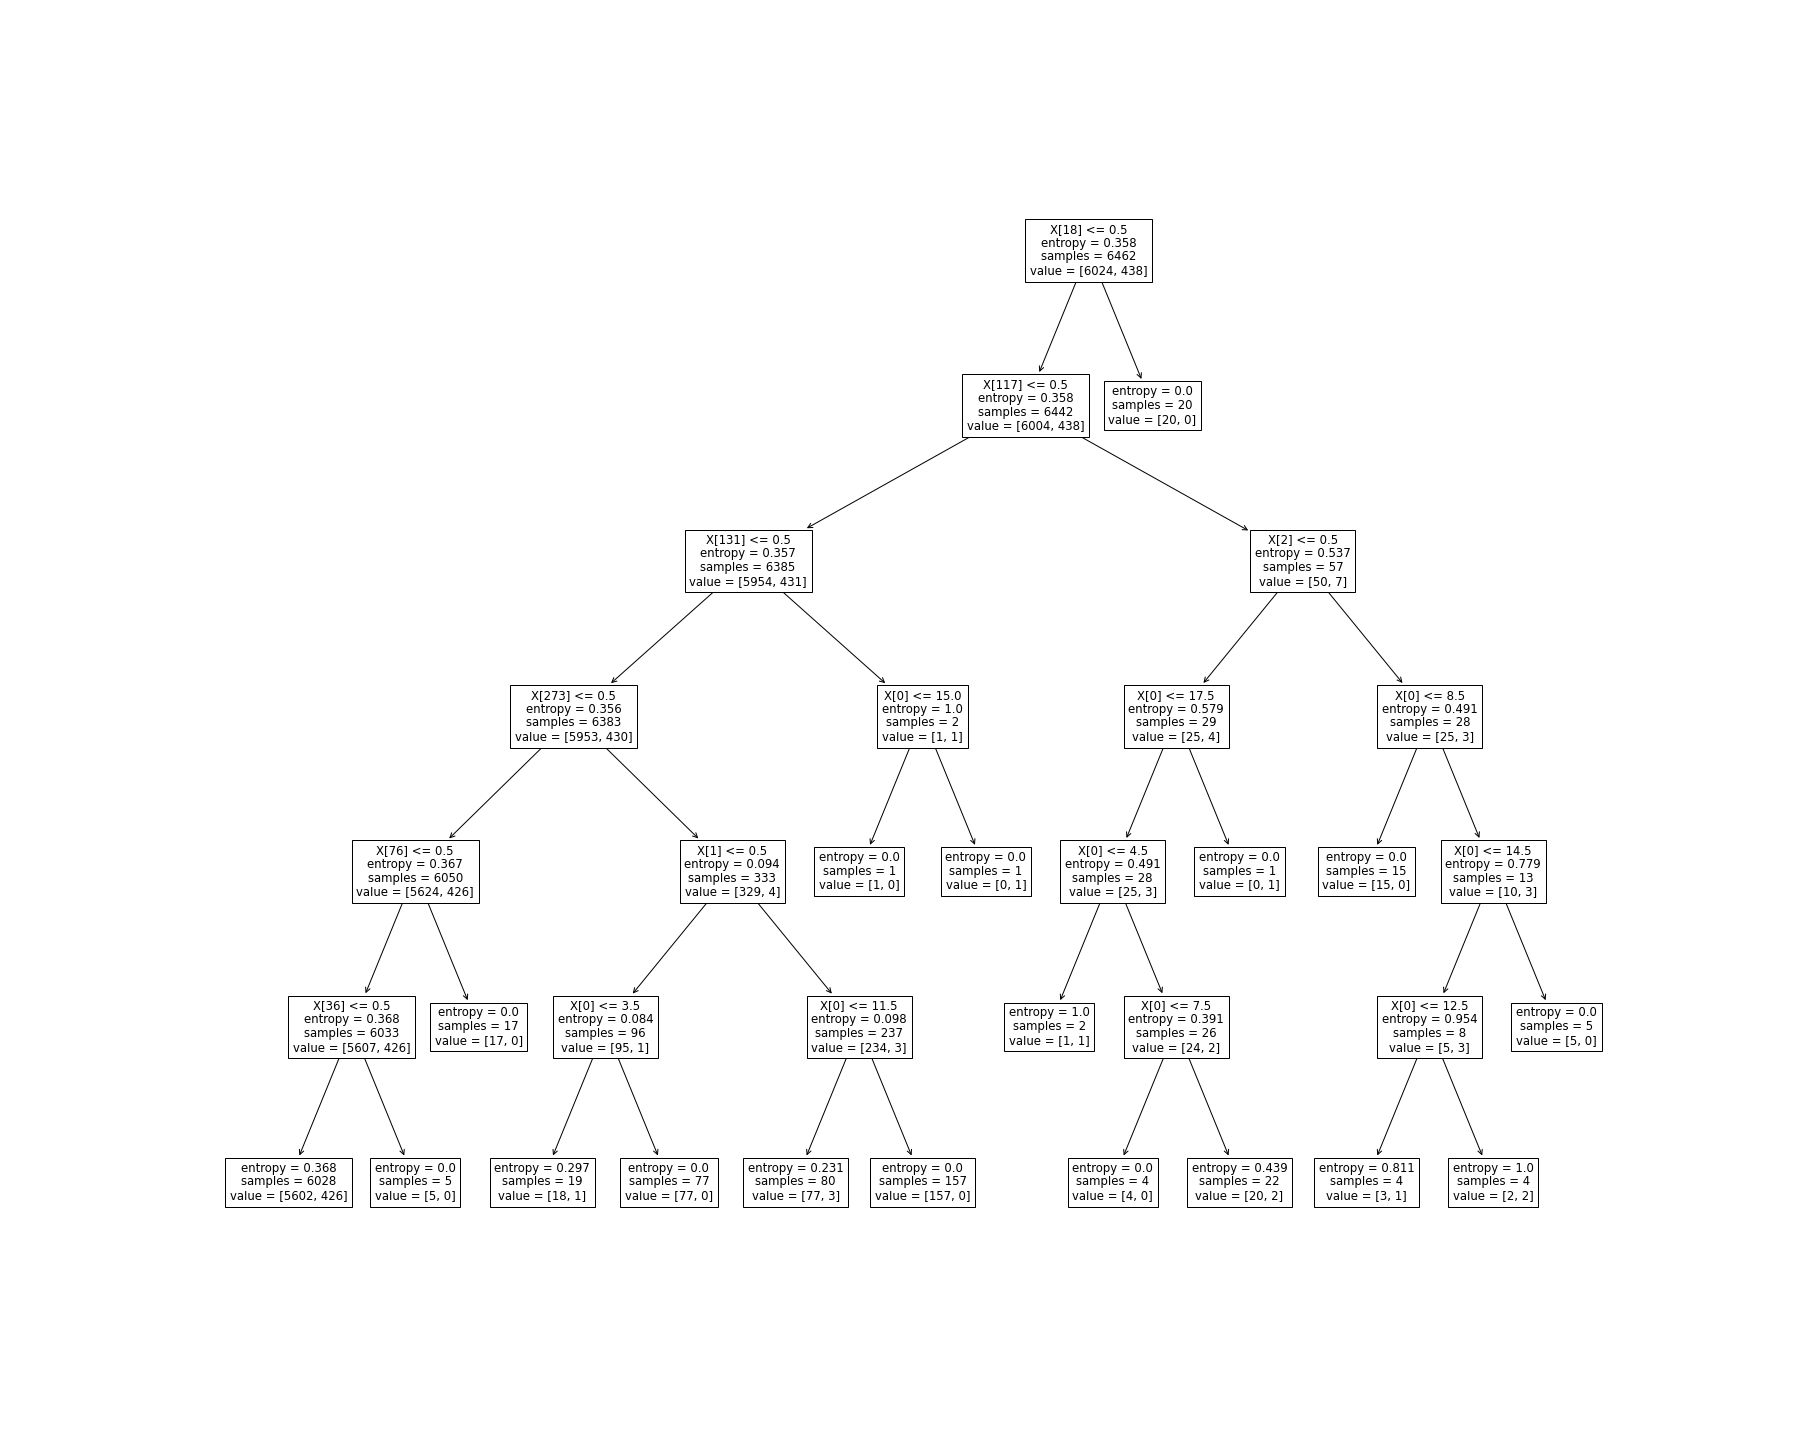 X[18] <= 0.5
entropy = 0.358
samples = 6462
value = [6024, 438]
X[117] <= 0.5
entropy = 0.358
samples = 6442
value = [6004, 438]
entropy = 0.0
samples = 20
value = [20, 0]
X[131] <= 0.5
entropy = 0.357
samples = 6385
value = [5954, 431]
X[2] <= 0.5
entropy = 0.537
samples = 57
value = [50, 7]
X[273] <= 0.5
entropy = 0.356
samples = 6383
value = [5953, 430]
X[0] <= 15.0
entropy = 1.0
samples = 2
value = [1, 1]
X[0] <= 17.5
entropy = 0.579
samples = 29
value = [25, 4]
X[0] <= 8.5
entropy = 0.491
samples = 28
value = [25, 3]
X[76] <= 0.5
entropy = 0.367
samples = 6050
value = [5624, 426]
X[1] <= 0.5
entropy = 0.094
samples = 333
value = [329, 4]
entropy = 0.0
samples = 1
value = [1, 0]
entropy = 0.0
samples = 1
value = [0, 1]
X[0] <= 4.5
entropy = 0.491
samples = 28
value = [25, 3]
entropy = 0.0
samples = 1
value = [0, 1]
entropy = 0.0
samples = 15
value = [15, 0]
X[0] <= 14.5
entropy = 0.779
samples = 13
value = [10, 3]
X[36] <= 0.5
entropy = 0.368
samples = 6033
value = [5607, 426]
entropy = 0.0
samples = 17
value = [17, 0]
X[0] <= 3.5
entropy = 0.084
samples = 96
value = [95, 1]
X[0] <= 11.5
entropy = 0.098
samples = 237
value = [234, 3]
entropy = 1.0
samples = 2
value = [1, 1]
X[0] <= 7.5
entropy = 0.391
samples = 26
value = [24, 2]
X[0] <= 12.5
entropy = 0.954
samples = 8
value = [5, 3]
entropy = 0.0
samples = 5
value = [5, 0]
entropy = 0.368
samples = 6028
value = [5602, 426]
entropy = 0.0
samples = 5
value = [5, 0]
entropy = 0.297
samples = 19
value = [18, 1]
entropy = 0.0
samples = 77
value = [77, 0]
entropy = 0.231
samples = 80
value = [77, 3]
entropy = 0.0
samples = 157
value = [157, 0]
entropy = 0.0
samples = 4
value = [4, 0]
entropy = 0.439
samples = 22
value = [20, 2]
entropy = 0.811
samples = 4
value = [3, 1]
entropy = 1.0
samples = 4
value = [2, 2]